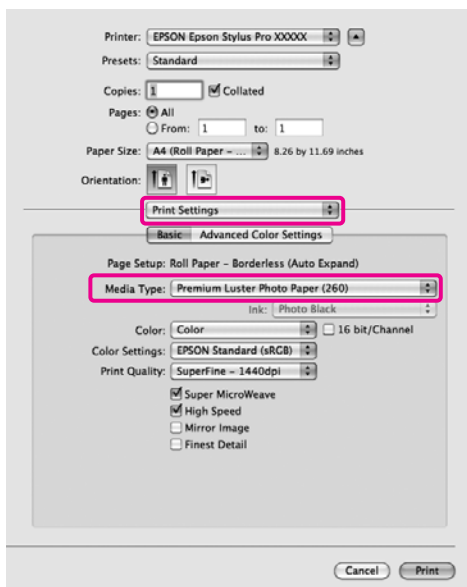 Printer: EPSON Epson Stylus Pro XXXXX
Presets: Standard
Copies: 1 Collated
Pages: All
From: 1 to: 1
Paper Size: A4 (Roll Paper – ... 8.26 by 11.69 inches
Orientation:
Print Settings
Basic Advanced Color Settings
Page Setup: Roll Paper – Borderless (Auto Expand)
Media Type: Premium Luster Photo Paper (260)
Ink: Photo Black
Color: Color 16 bit/Channel
Color Settings: EPSON Standard (sRGB)
Print Quality: SuperFine – 1440dpi
Super MicroWeave
High Speed
Mirror Image
Finest Detail
Cancel Print